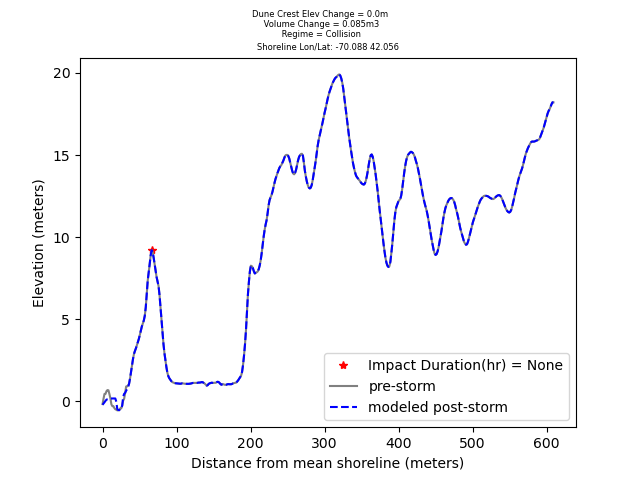 Dune Crest Elev Change = 0.0m
Volume Change = 0.085m3
Regime = Collision
Shoreline Lon/Lat: -70.088 42.056
20
15
10
5
0
Elevation (meters)
Impact Duration(hr) = None
pre-storm
modeled post-storm
0 100 200 300 400 500 600
Distance from mean shoreline (meters)